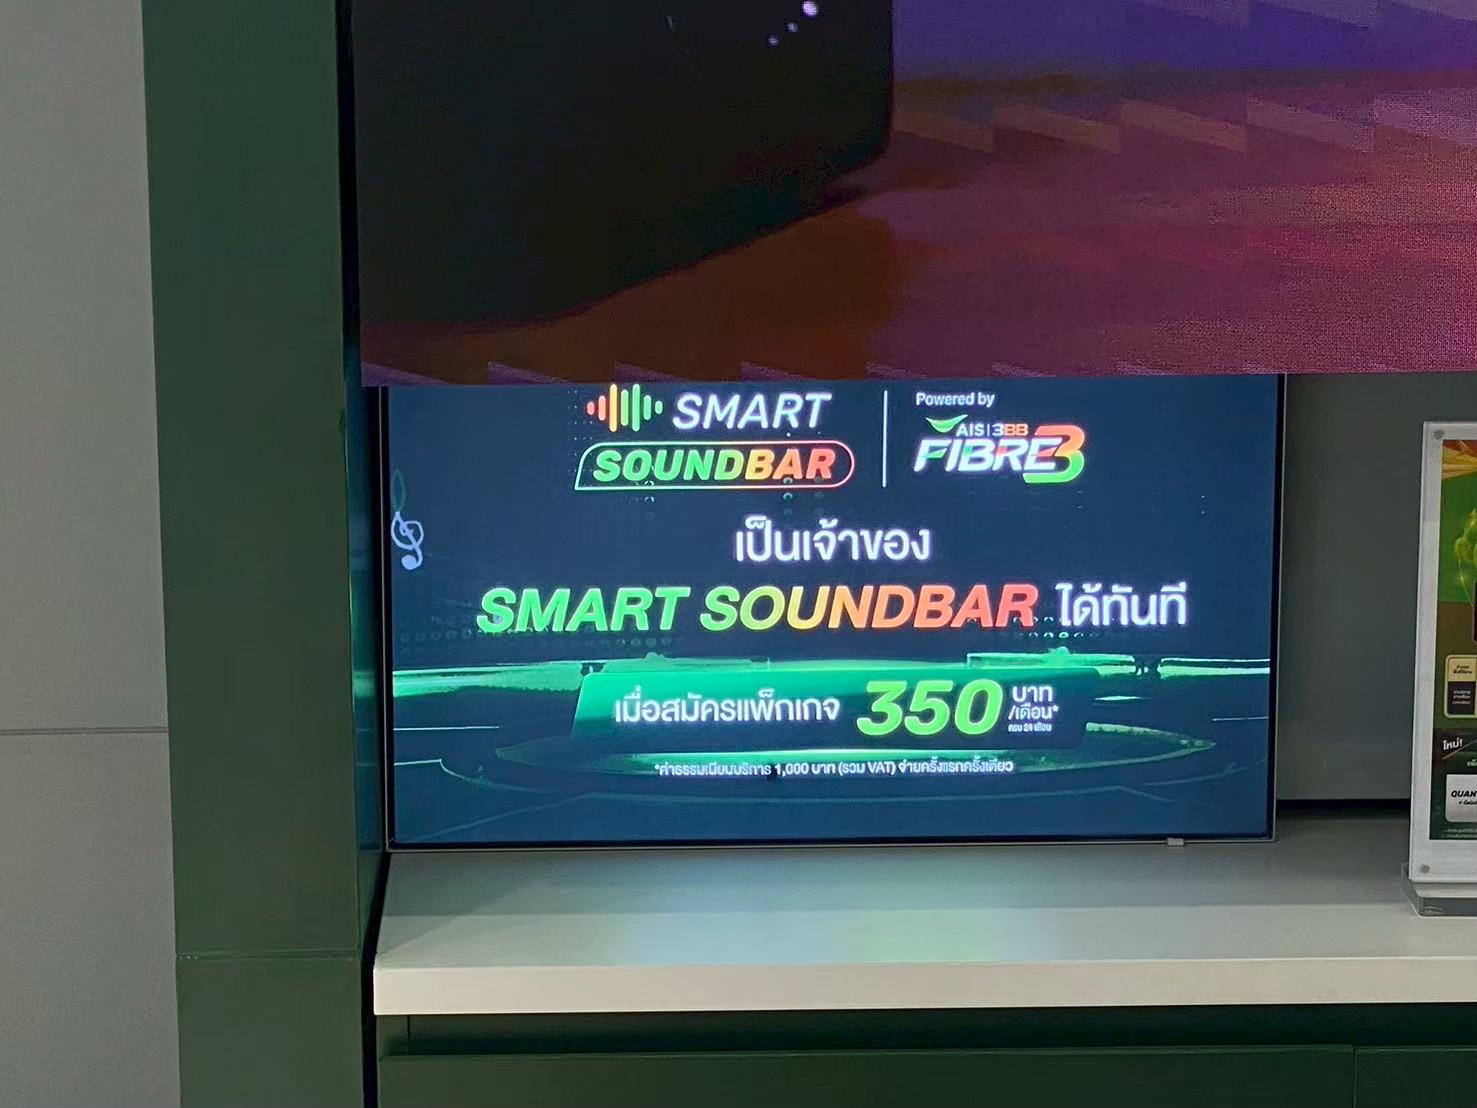 SMART
SOUNDBAR
Powered by
AIS | 3BB
FIBRE3
เป็นเจ้าของ
SMART SOUNDBAR ได้ทันที
เมื่อสมัครแพ็กเกจ 350 บาท
/เดือน*
ครบ 24 เดือน
*ค่าธรรมเนียมบริการ 1,000 บาท (รวม VAT) จ่ายครั้งแรกครั้งเดียว
ใหม่!
QUAN